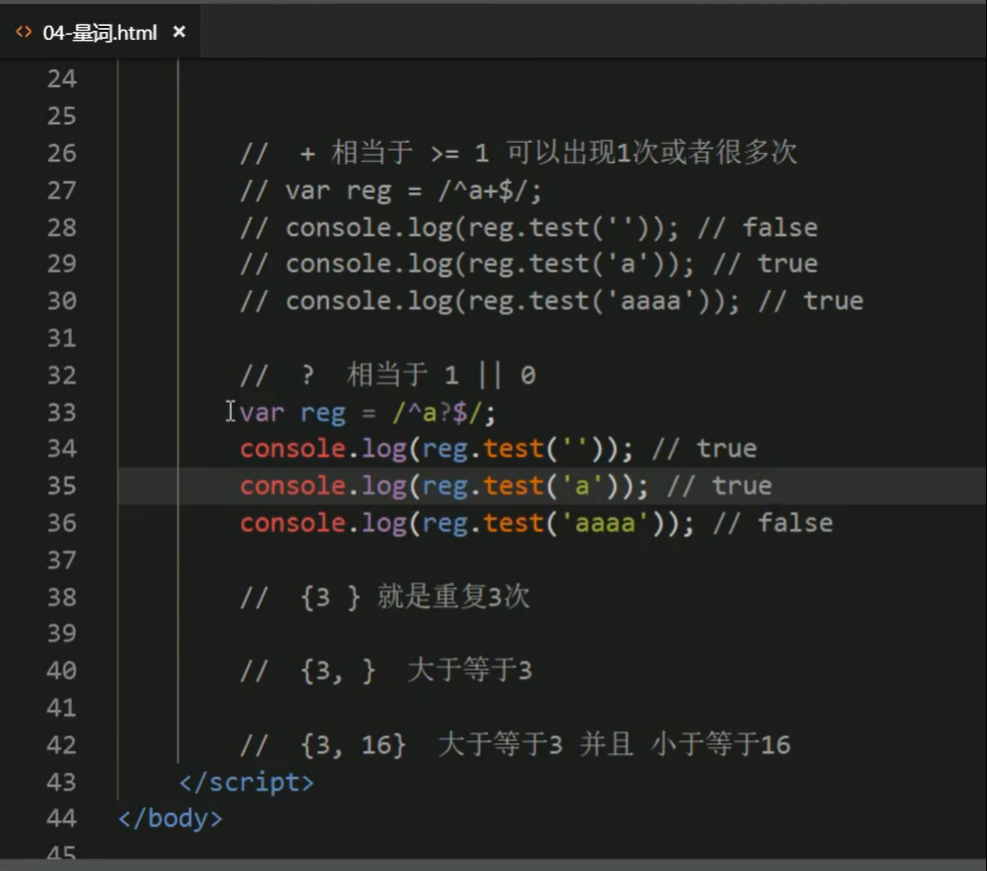 <> 04-量词.html ×
24
25
26 // + 相当于 >= 1 可以出现1次或者很多次
27 // var reg = /^a+$/;
28 // console.log(reg.test('')); // false
29 // console.log(reg.test('a')); // true
30 // console.log(reg.test('aaaa')); // true
31
32 // ? 相当于 1 || 0
33 var reg = /^a?$/;
34 console.log(reg.test('')); // true
35 console.log(reg.test('a')); // true
36 console.log(reg.test('aaaa')); // false
37
38 // {3 } 就是重复3次
39
40 // {3, } 大于等于3
41
42 // {3, 16} 大于等于3 并且 小于等于16
43 </script>
44 </body>
45